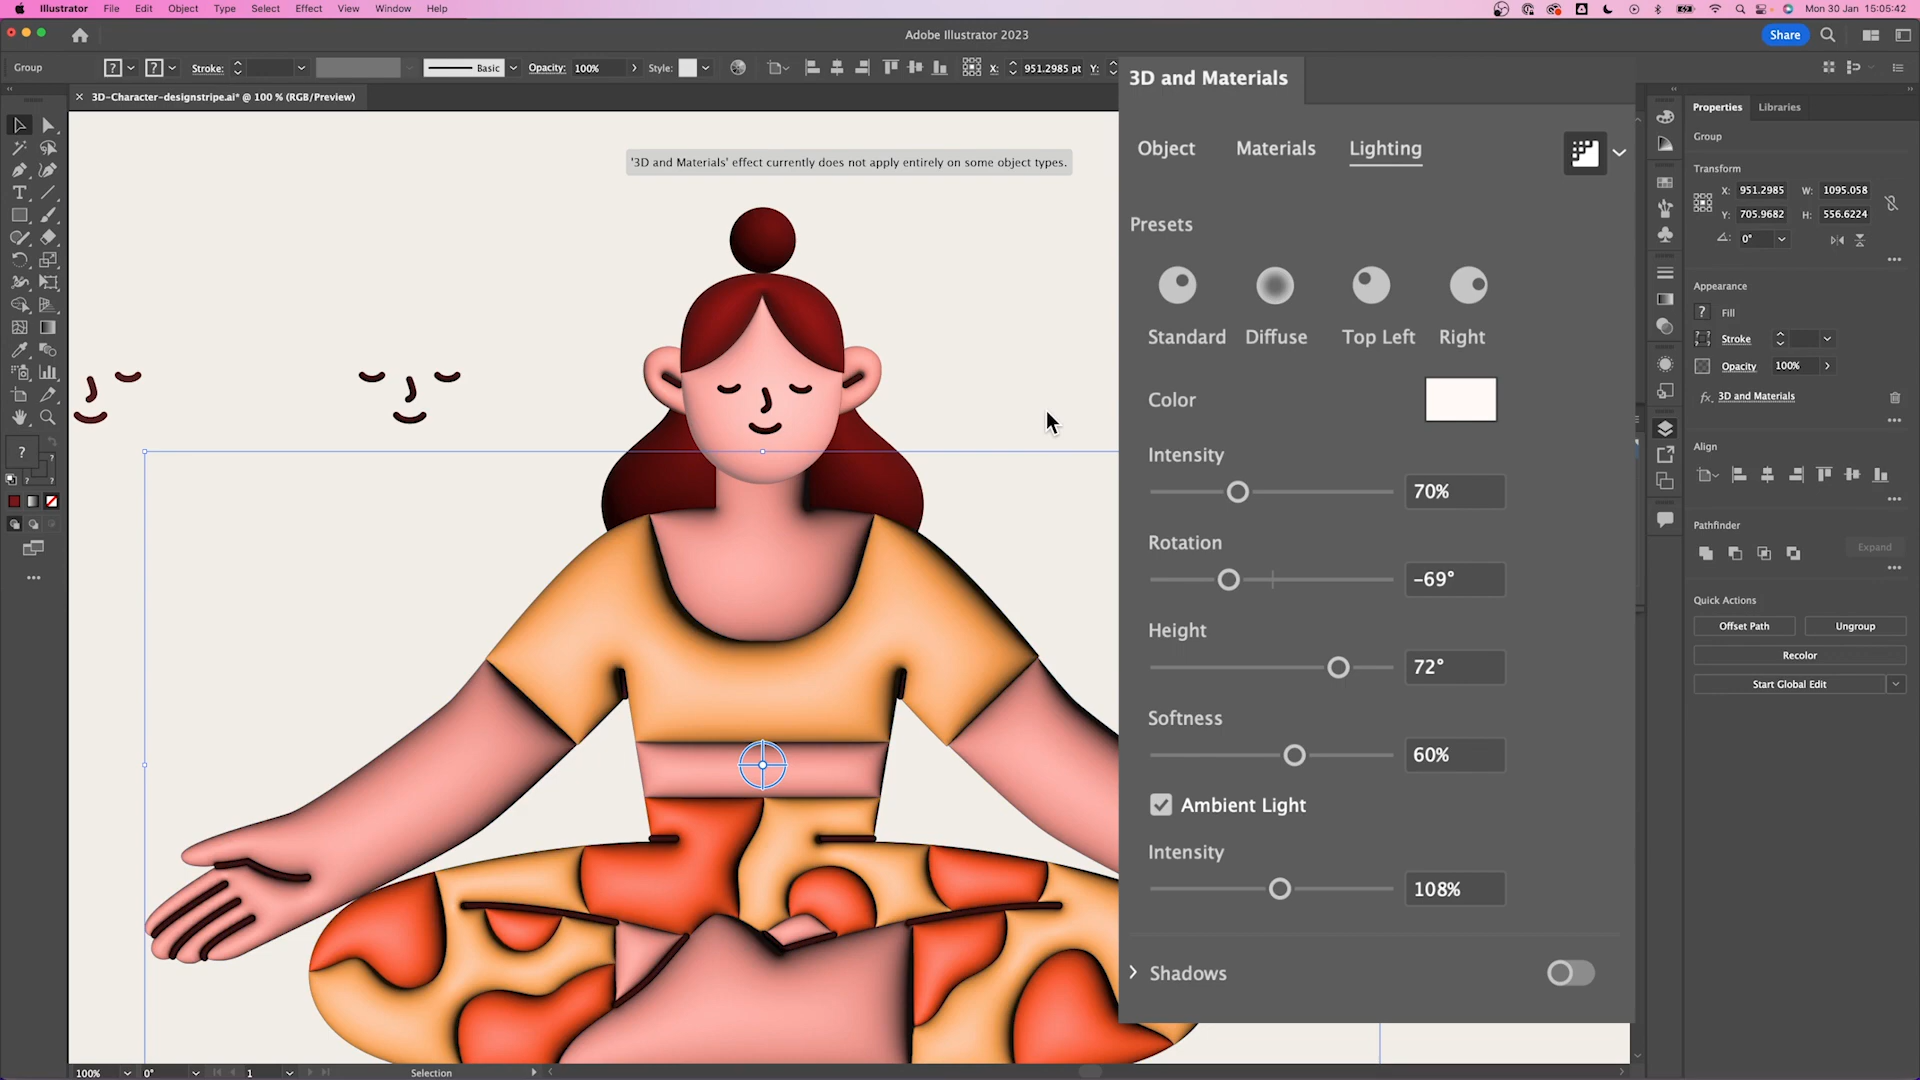 Illustrator File Edit Object Type Select Effect View Window Help Mon 30 Jan 15:05:42
Adobe Illustrator 2023 Share
Group ? ? Stroke: Basic Opacity: 100% Style: X: 951.2985 pt Y:
× 3D-Character-designstripe.ai* @ 100 % (RGB/Preview)
'3D and Materials' effect currently does not apply entirely on some object types.
3D and Materials
Object Materials Lighting
Presets
Standard Diffuse Top Left Right
Color
Intensity
70%
Rotation
-69°
Height
72°
Softness
60%
Ambient Light
Intensity
108%
Shadows
Properties Libraries
Group
Transform
X: 951.2985 W: 1095.058
Y: 705.9682 H: 556.6224
0°
Appearance
? Fill
Stroke
Opacity 100%
fx. 3D and Materials
Align
Pathfinder
Expand
Quick Actions
Offset Path Ungroup
Recolor
Start Global Edit
?
100% 0° 1 Selection